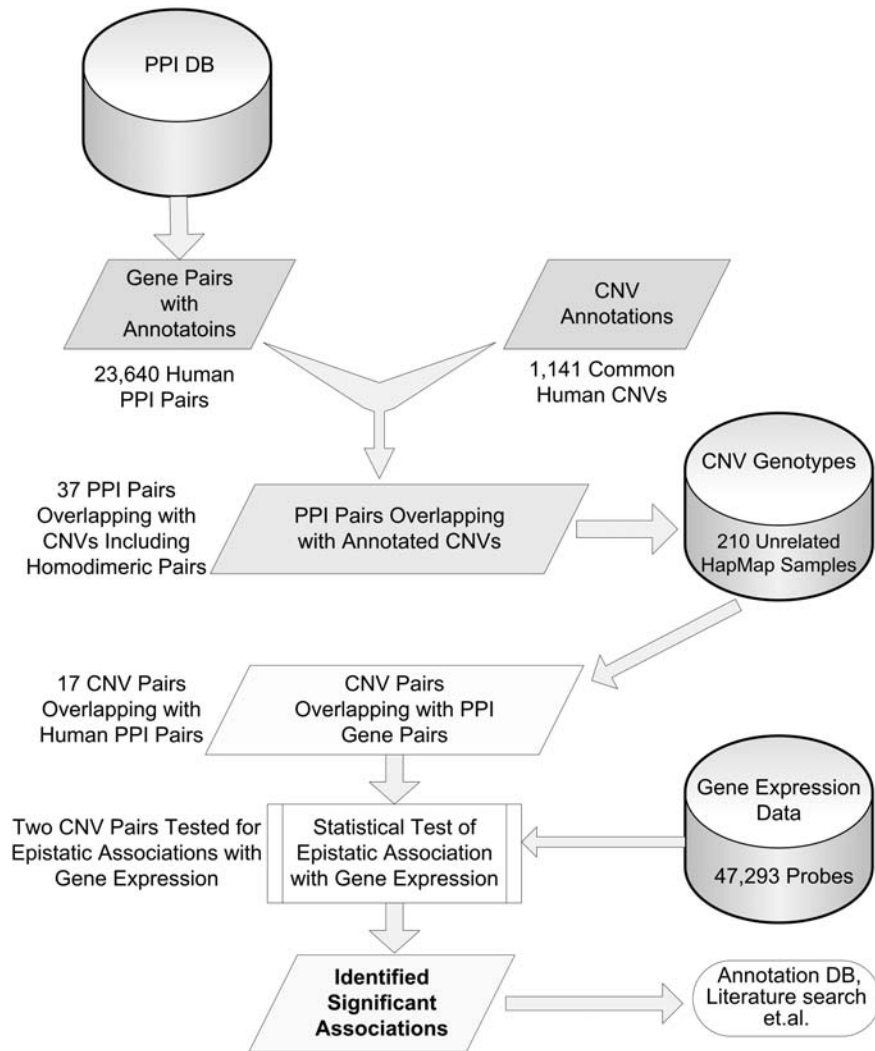 PPI DB
Gene Pairs
with
Annotatoins
23,640 Human
PPI Pairs
CNV
Annotations
1,141 Common
Human CNVs
37 PPI Pairs
Overlapping with
CNVs Including
Homodimeric Pairs
PPI Pairs Overlapping
with Annotated CNVs
CNV Genotypes
210 Unrelated
HapMap Samples
17 CNV Pairs
Overlapping with
Human PPI Pairs
CNV Pairs
Overlapping with PPI
Gene Pairs
Two CNV Pairs Tested for
Epistatic Associations with
Gene Expression
Statistical Test of
Epistatic Association
with Gene Expression
Gene Expression
Data
47,293 Probes
Identified
Significant
Associations
Annotation DB,
Literature search
et.al.